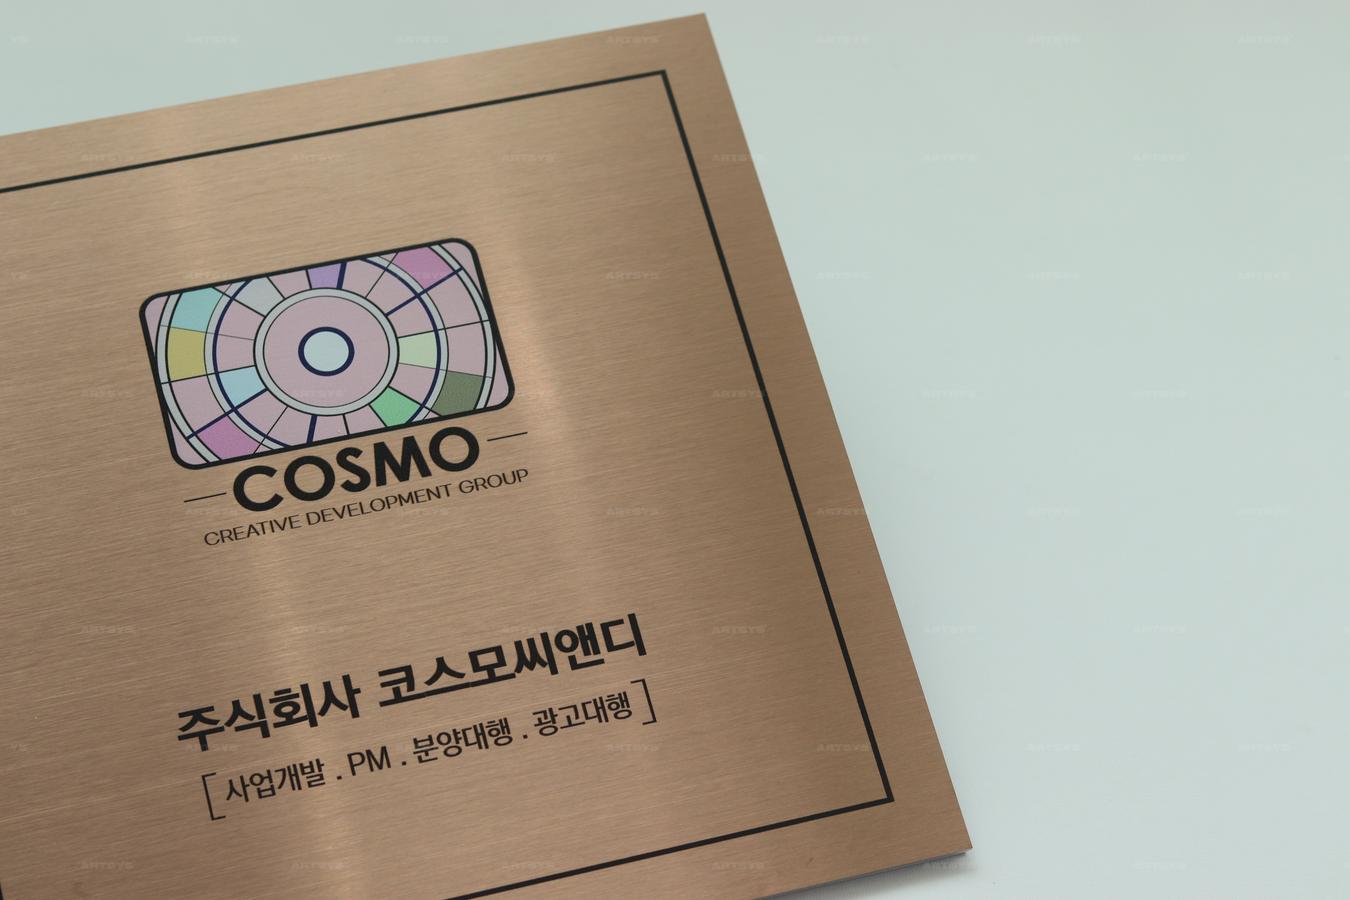 COSMO
CREATIVE DEVELOPMENT GROUP
주식회사 코스모씨앤디
[ 사업개발 . PM . 분양대행 . 광고대행 ]
ARTSYS